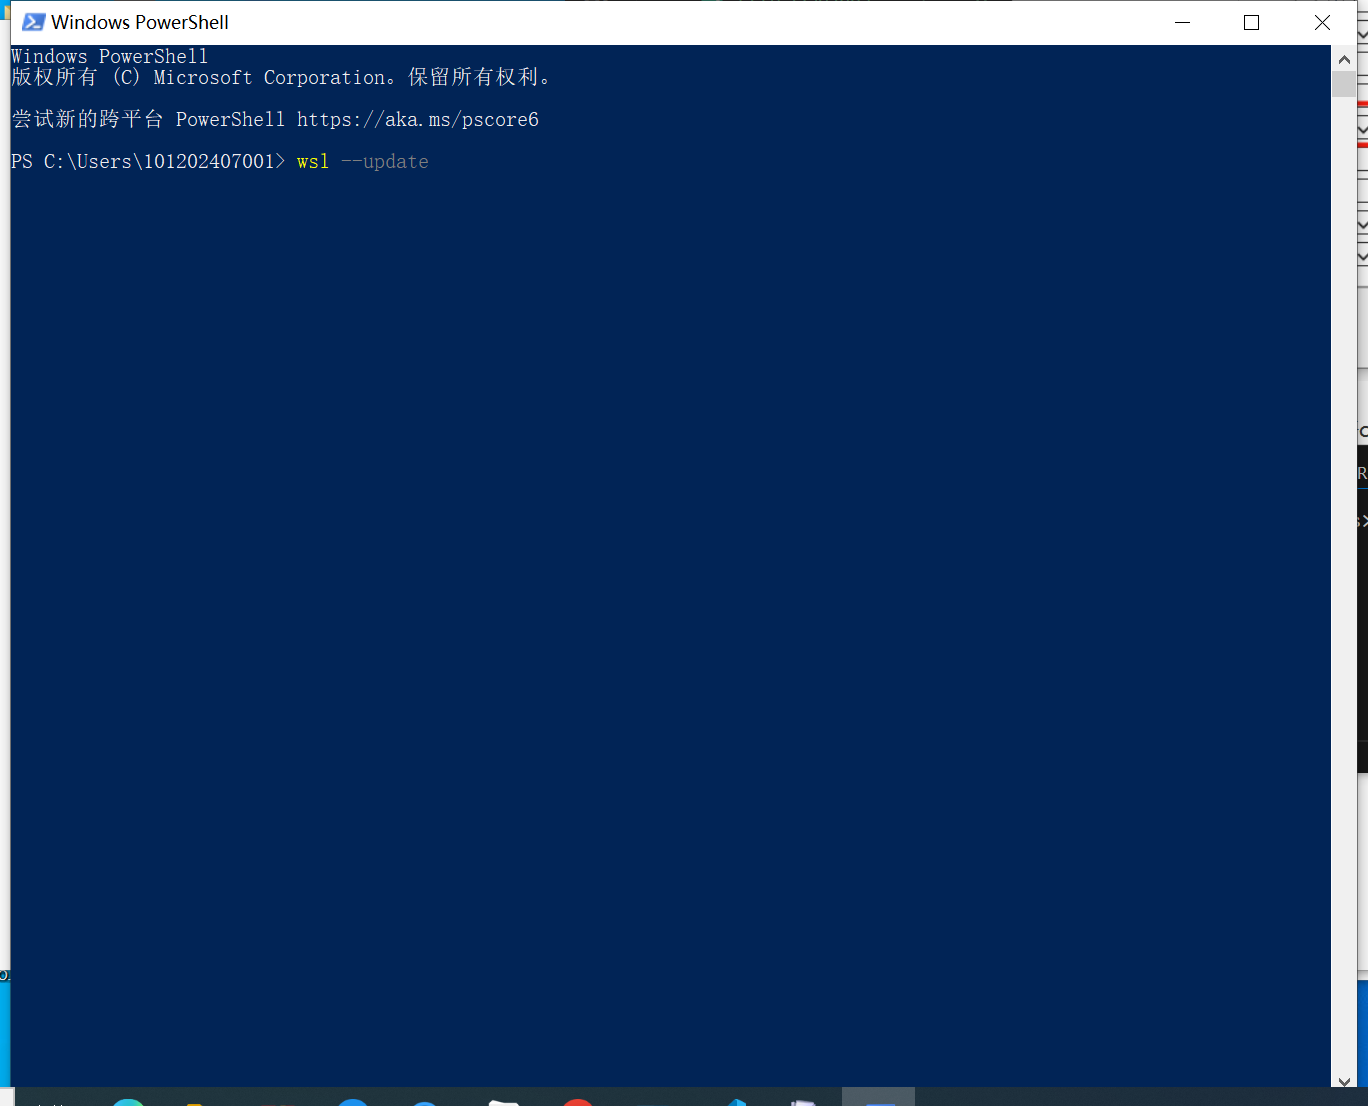 Windows PowerShell
Windows PowerShell
版权所有 (C) Microsoft Corporation。保留所有权利。
尝试新的跨平台 PowerShell https://aka.ms/pscore6
PS C:\Users\101202407001> wsl --update